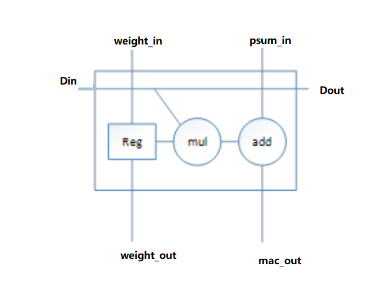 weight_in
psum_in
Din
Dout
Reg
mul
add
weight_out
mac_out